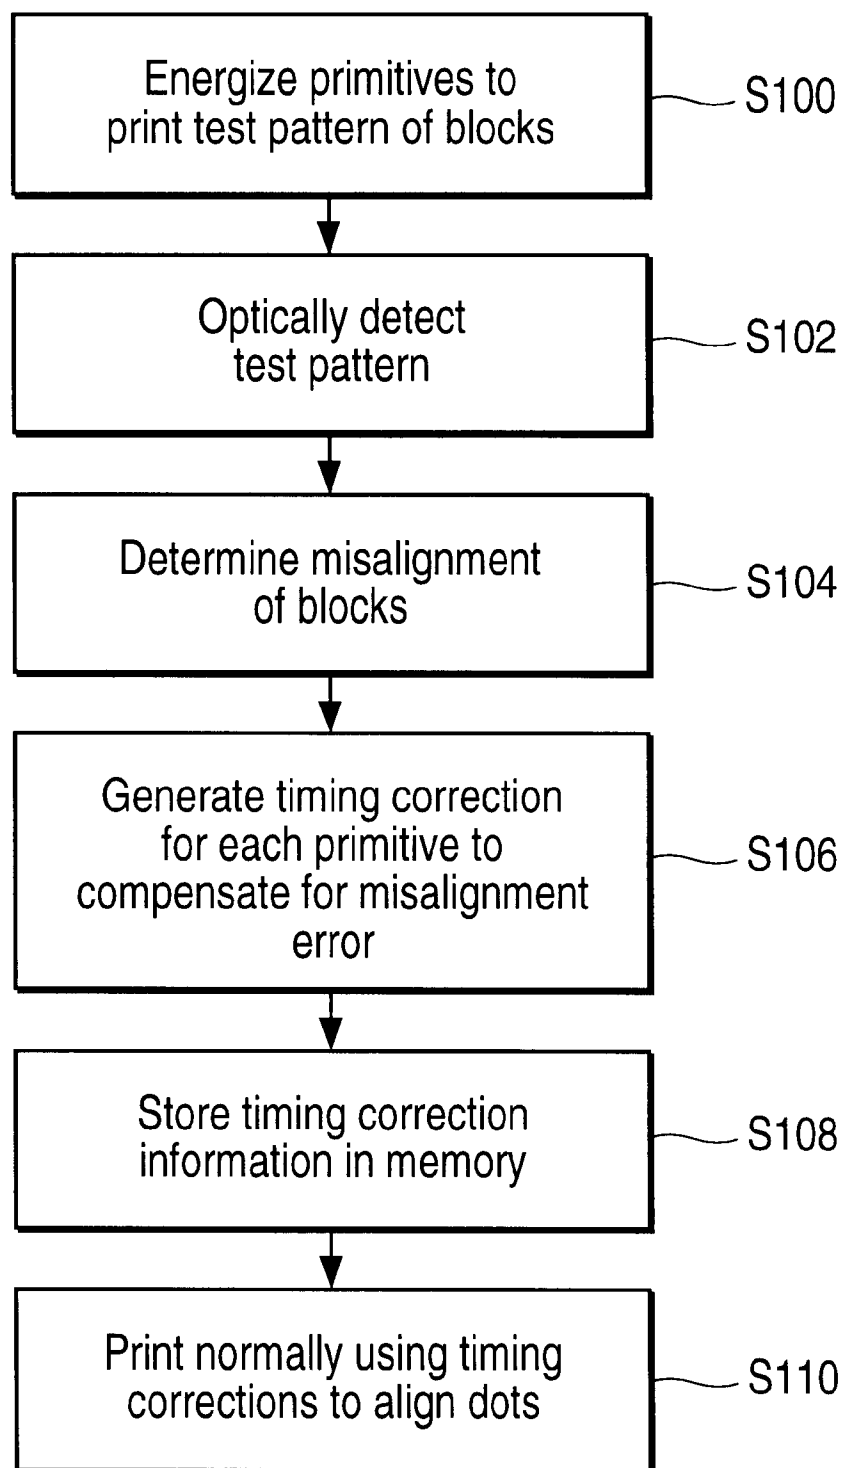 Energize primitives to
print test pattern of blocks
S100
Optically detect
test pattern
S102
Determine misalignment
of blocks
S104
Generate timing correction
for each primitive to
compensate for misalignment
error
S106
Store timing correction
information in memory
S108
Print normally using timing
corrections to align dots
S110